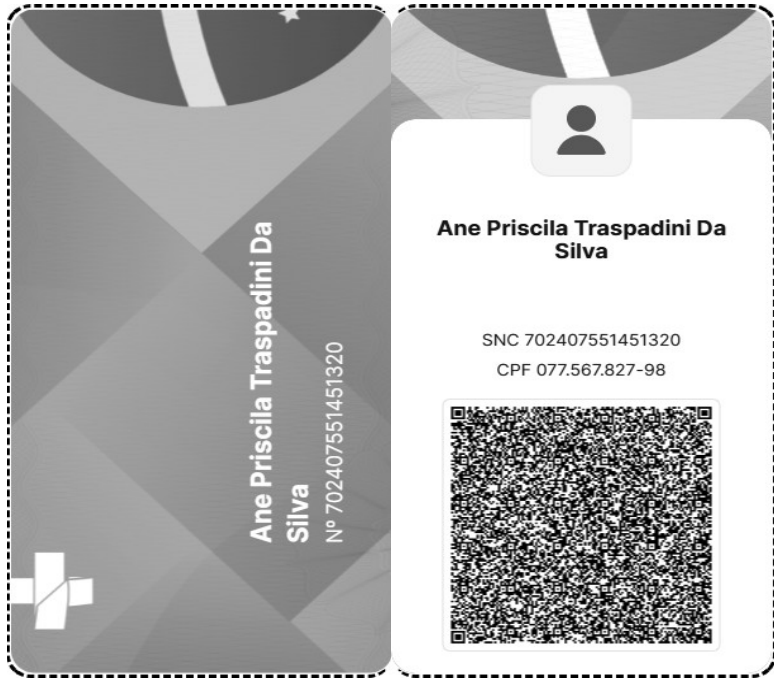 Ane Priscila Traspadini Da
Silva
Nº 702407551451320
Ane Priscila Traspadini Da
Silva
SNC 702407551451320
CPF 077.567.827-98